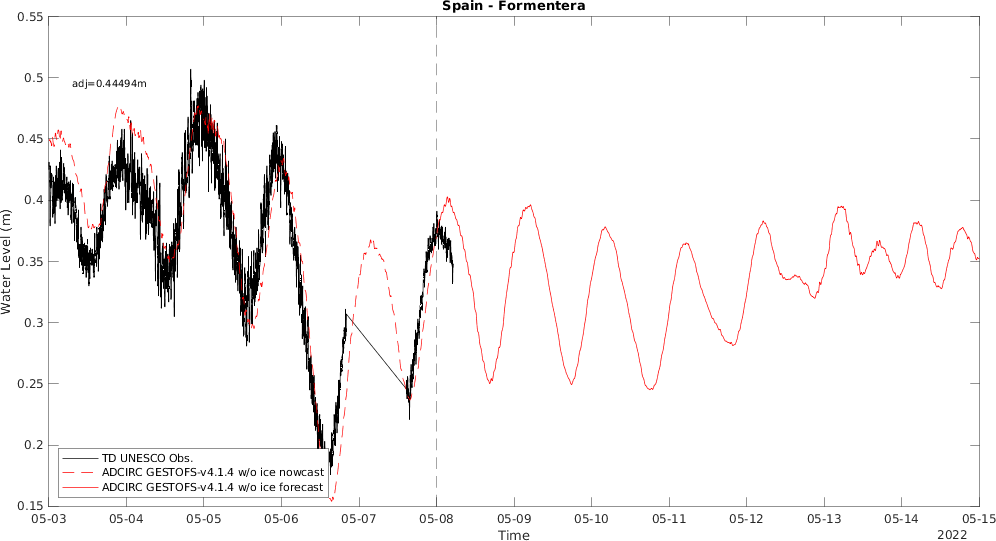 Spain - Formentera
adj=0.44494m
Water Level (m)
0.55
0.5
0.45
0.4
0.35
0.3
0.25
0.2
0.15
TD UNESCO Obs.
ADCIRC GESTOFS-v4.1.4 w/o ice nowcast
ADCIRC GESTOFS-v4.1.4 w/o ice forecast
05-03 05-04 05-05 05-06 05-07 05-08 05-09 05-10 05-11 05-12 05-13 05-14 05-15
Time
2022